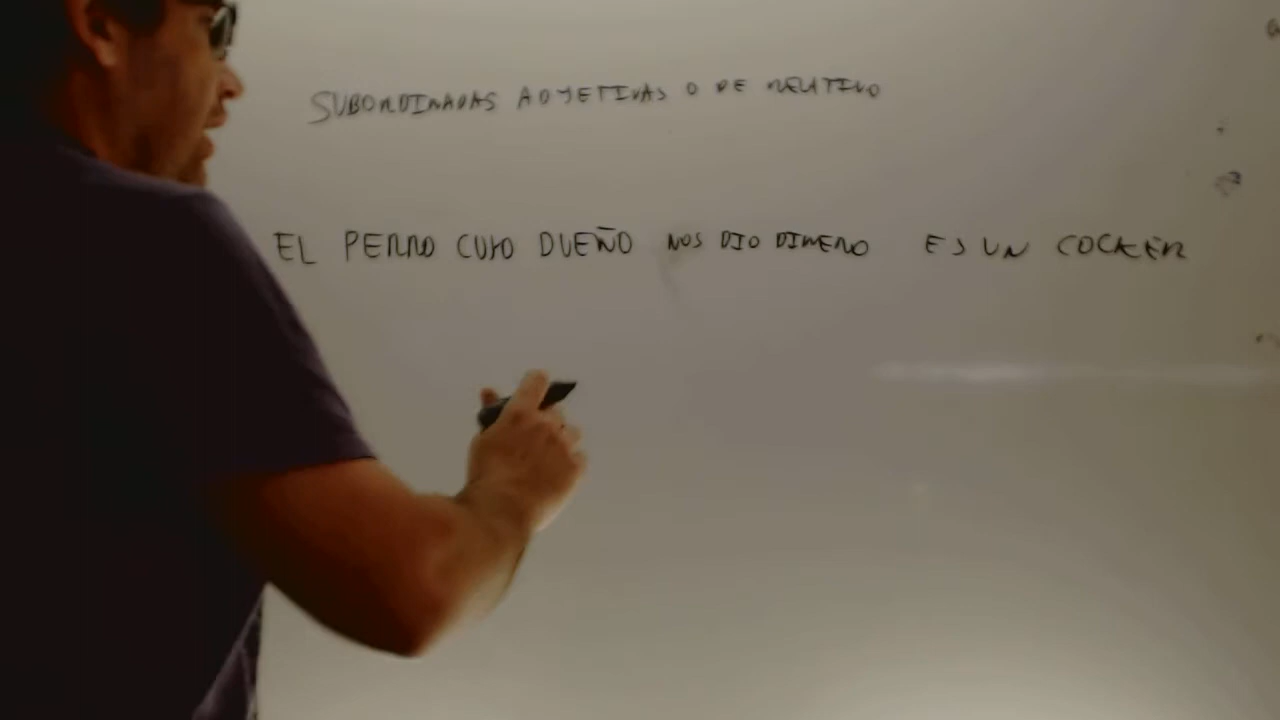 SUBORDINADAS ADJETIVAS O DE RELATIVO
EL PERRO CUYO DUEÑO NOS DIO DINERO ES UN COCKER